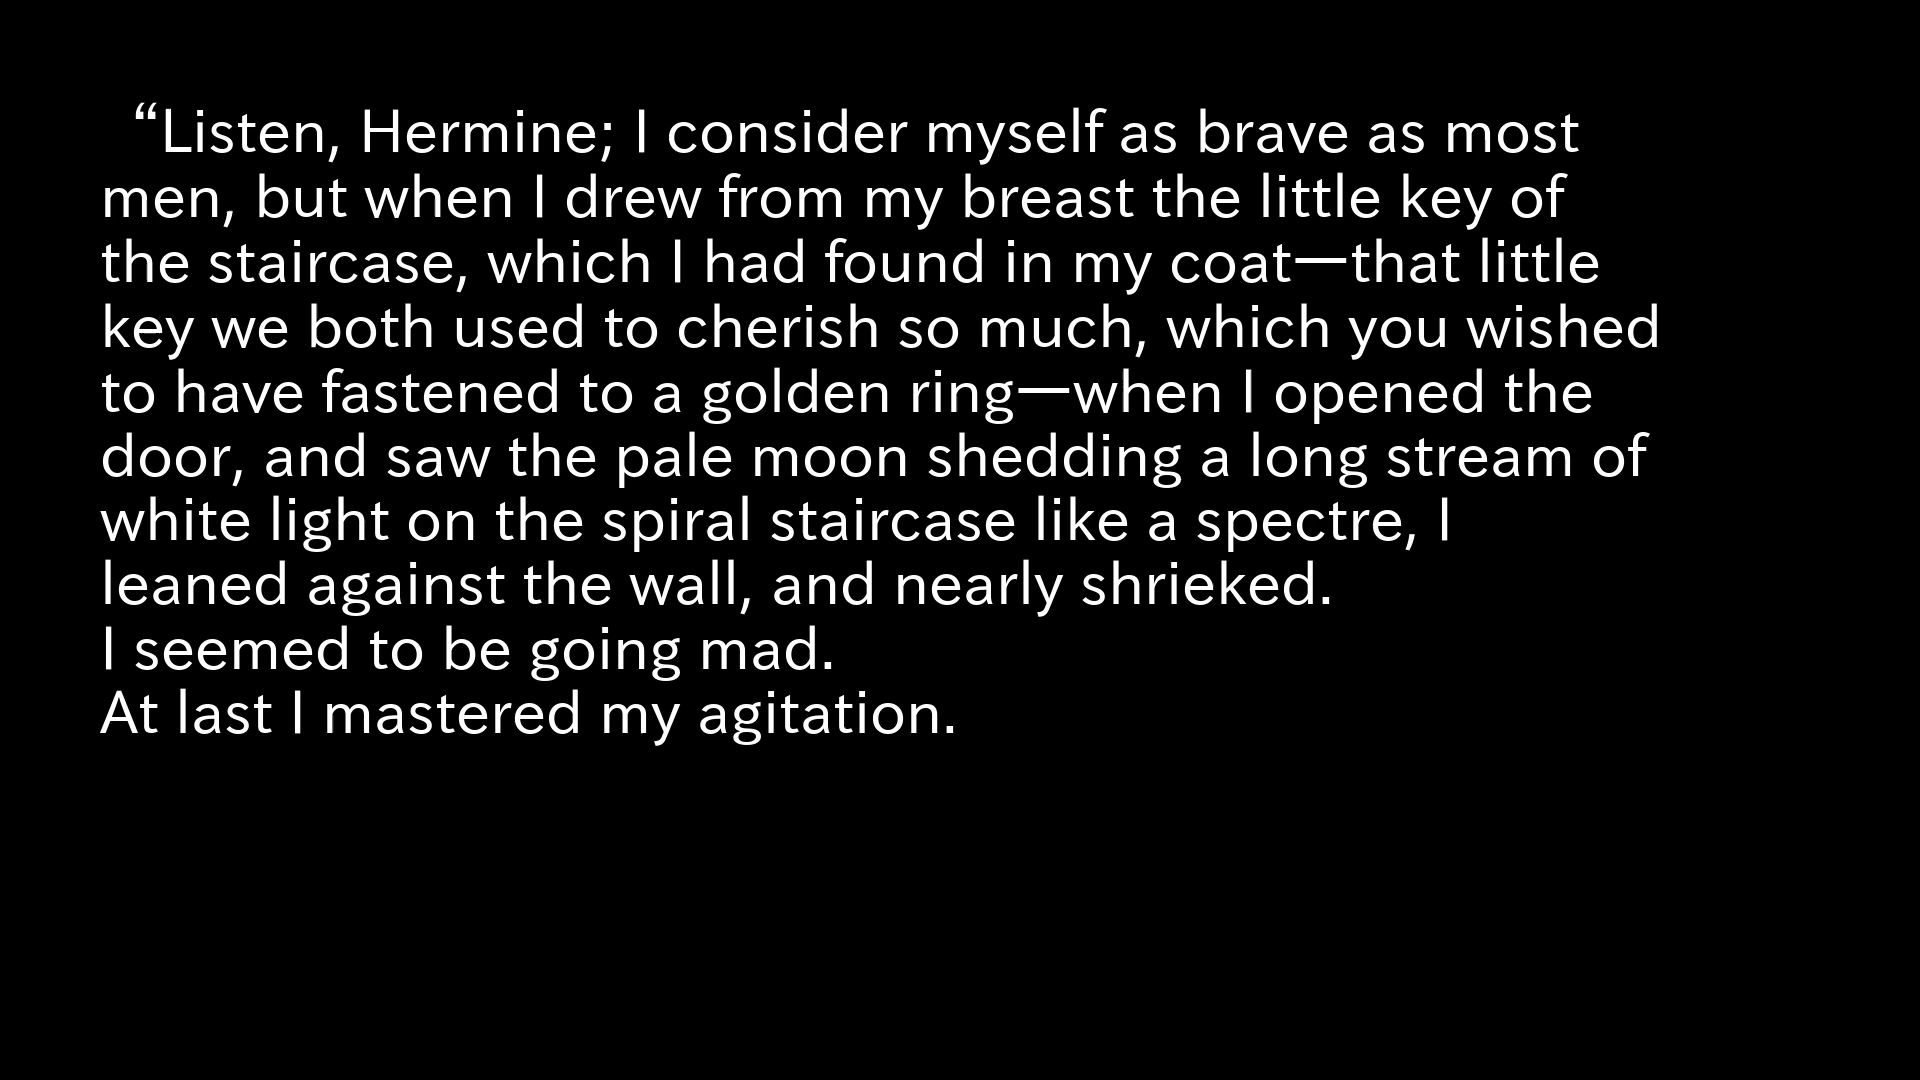 “Listen, Hermine; I consider myself as brave as most
men, but when I drew from my breast the little key of
the staircase, which I had found in my coat—that little
key we both used to cherish so much, which you wished
to have fastened to a golden ring—when I opened the
door, and saw the pale moon shedding a long stream of
white light on the spiral staircase like a spectre, I
leaned against the wall, and nearly shrieked.
I seemed to be going mad.
At last I mastered my agitation.